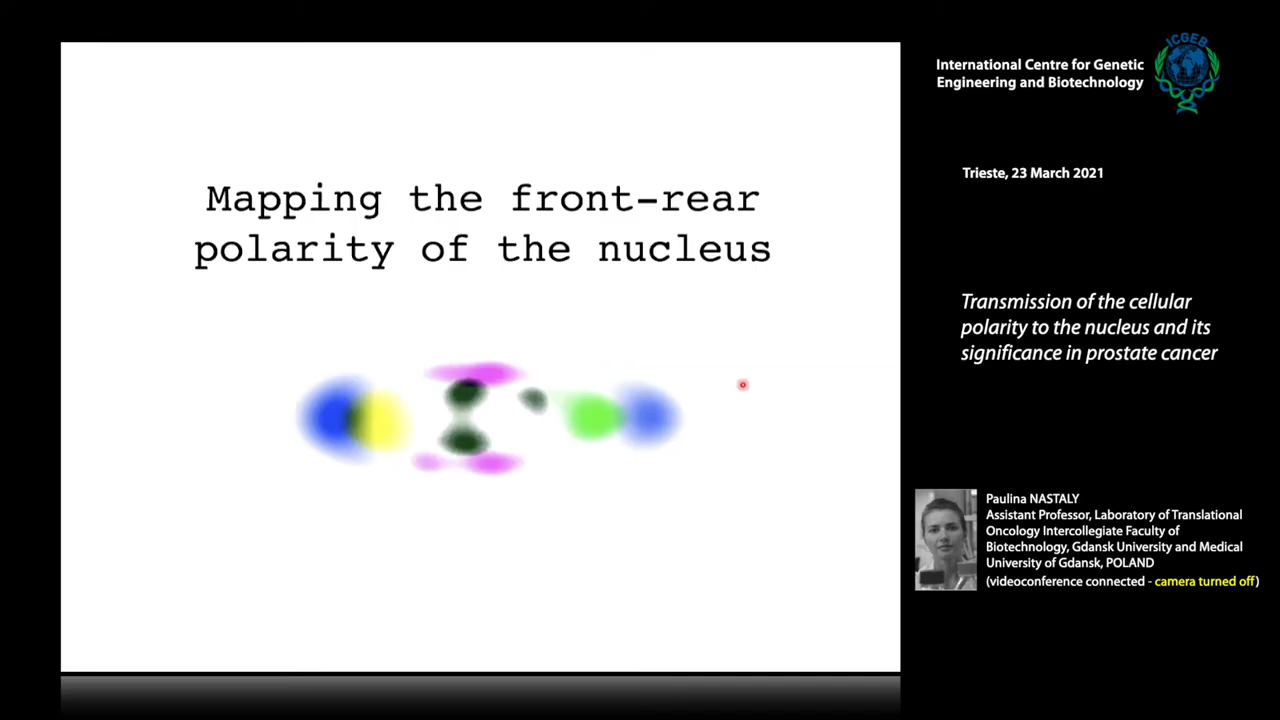 Mapping the front-rear
polarity of the nucleus
ICGEB
International Centre for Genetic
Engineering and Biotechnology
Trieste, 23 March 2021
Transmission of the cellular
polarity to the nucleus and its
significance in prostate cancer
Paulina NASTALY
Assistant Professor, Laboratory of Translational
Oncology Intercollegiate Faculty of
Biotechnology, Gdansk University and Medical
University of Gdansk, POLAND
(videoconference connected - camera turned off)